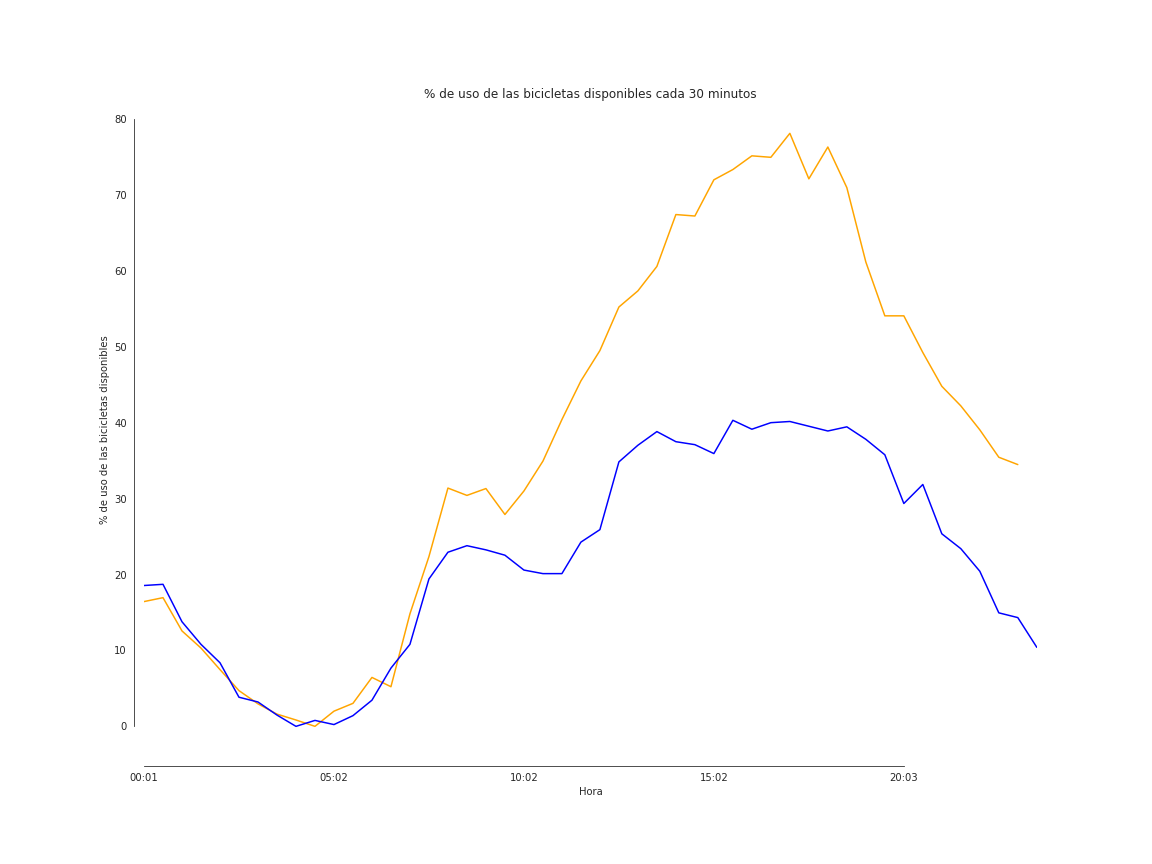 % de uso de las bicicletas disponibles cada 30 minutos
80
70
60
50
40
30
20
10
0
% de uso de las bicicletas disponibles
00:01 05:02 10:02 15:02 20:03
Hora